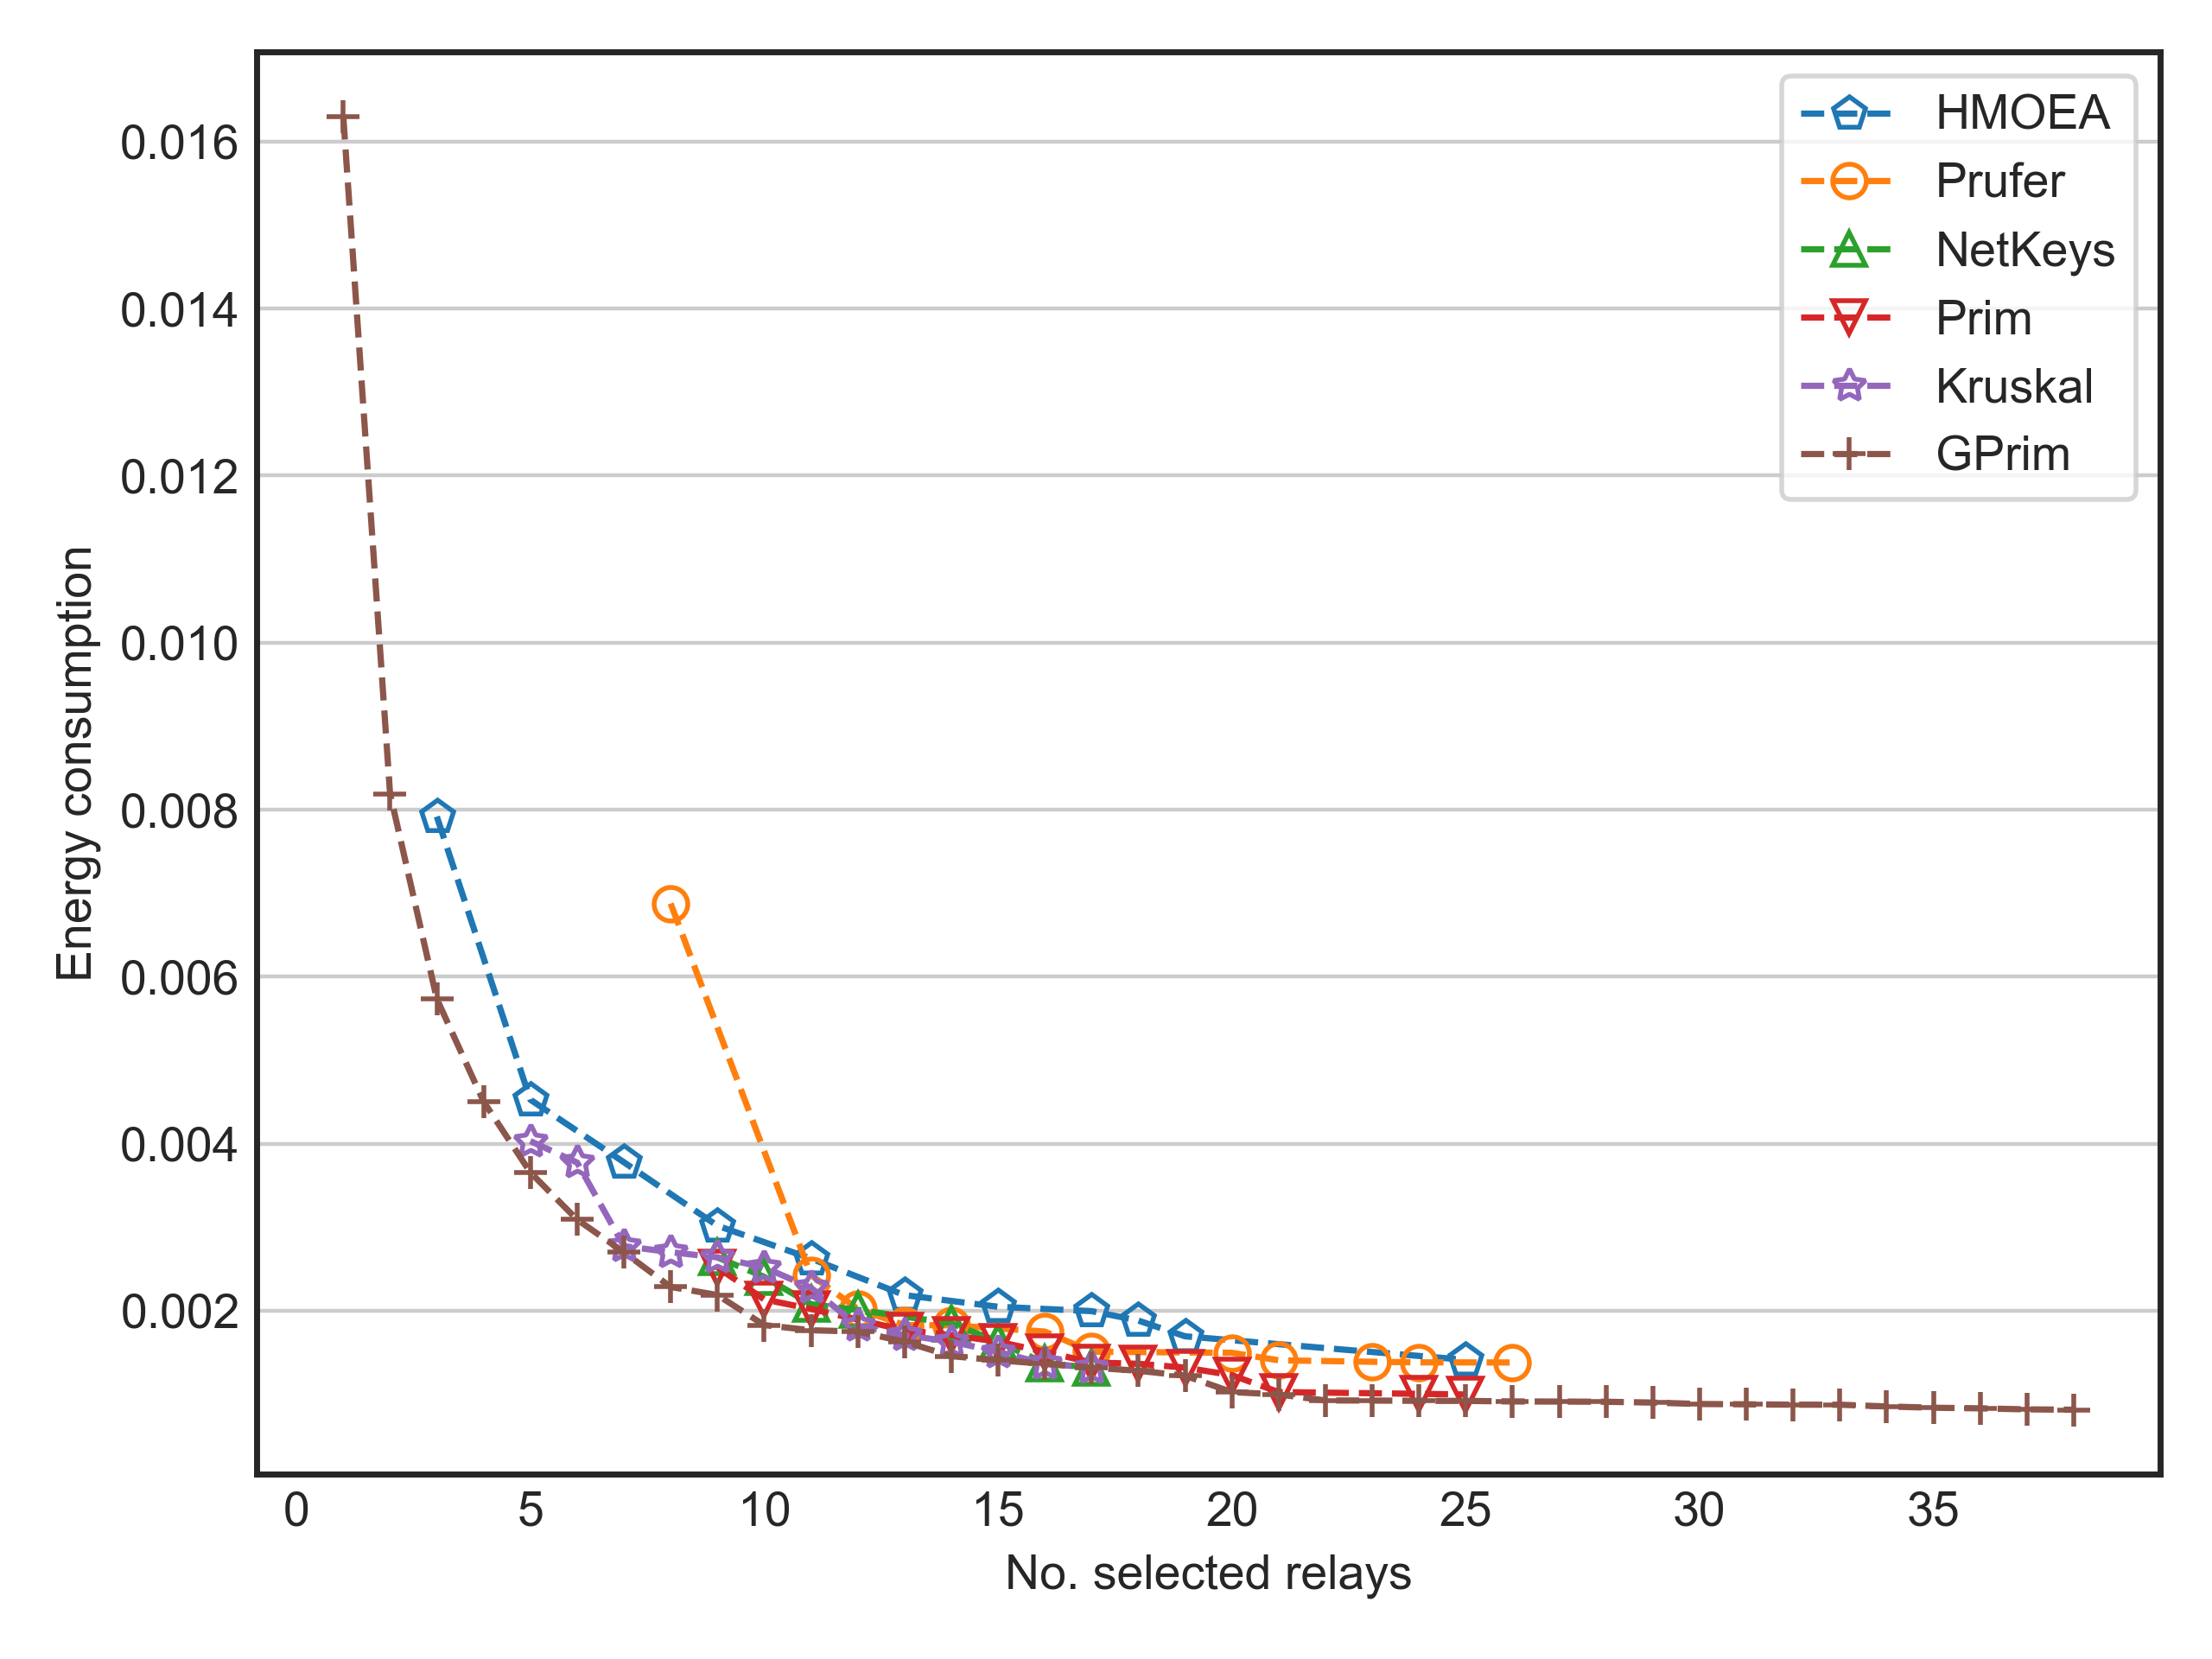 HMOEA
Prufer
NetKeys
Prim
Kruskal
GPrim
0.016
0.014
0.012
0.010
0.008
0.006
0.004
0.002
Energy consumption
0 5 10 15 20 25 30 35
No. selected relays